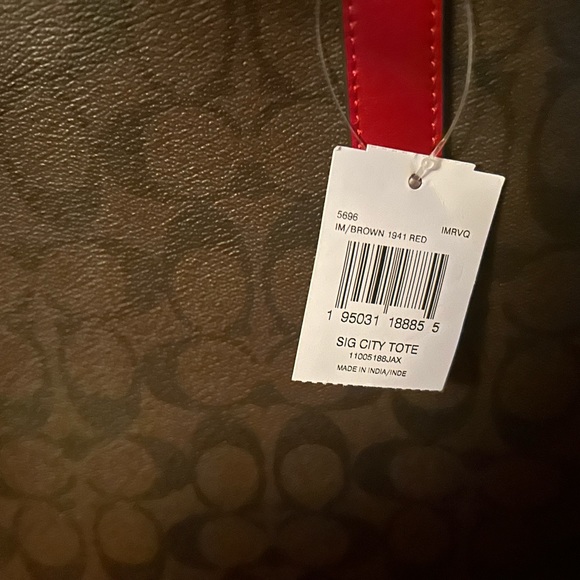 5696
IM/BROWN 1941 RED IMRVQ
1 95031 18885 5
SIG CITY TOTE
11005188JAX
MADE IN INDIA/INDE